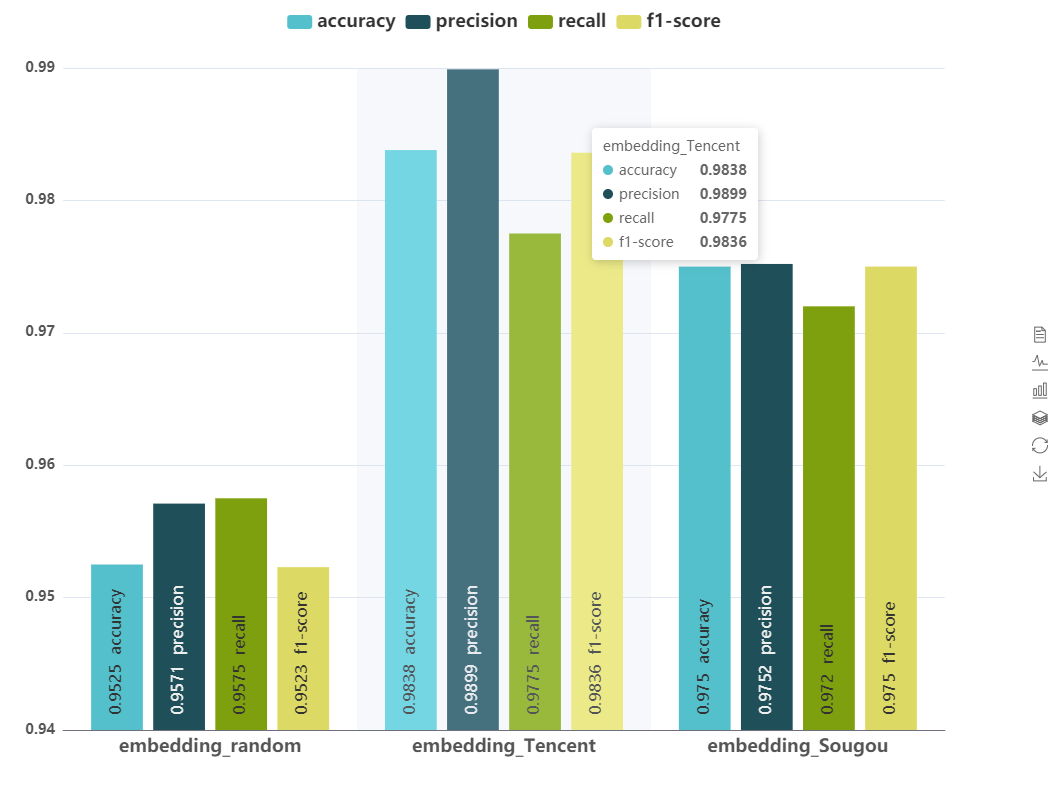 accuracy precision recall f1-score
0.99
0.98
0.97
0.96
0.95
0.94
embedding_Tencent
accuracy 0.9838
precision 0.9899
recall 0.9775
f1-score 0.9836
0.9525 accuracy
0.9571 precision
0.9575 recall
0.9523 f1-score
0.9838 accuracy
0.9899 precision
0.9775 recall
0.9836 f1-score
0.975 accuracy
0.9752 precision
0.972 recall
0.975 f1-score
embedding_random embedding_Tencent embedding_Sougou